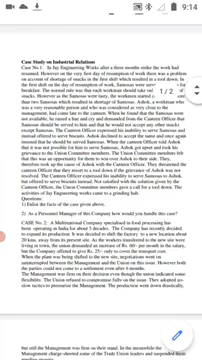 9:14
Case Study on Industrial Relations
Case No.1. In Jay Engineering Works after a three months strike the work had
resumed. However on the very first day of resumption of work there was a problem
on account of shortage of snacks in the first shift which resulted in a tool down. In
the first shift on the day of resumption of work, Samosas were served
breakfast. The normal rule was that each workman should take
snacks. However as the Samosas were tasty, the workmen started
than two Samosas which resulted in shortage of Samosas. Ashok, a workman who
was a very reasonable person and who was considered as very close to the
management, had come late to the canteen. When he found that the Samosas were
not available, he raised a hue and cry and demanded from the Canteen Officer that
Samosas should be served to him and that he would not accept any other snacks
except Samosas. The Canteen Officer expressed his inability to serve Samosas and
instead offered to serve biscuits. Ashok declined to accept the same and once again
insisted that he should be served Samosas. When the canteen Officer told Ashok
that it was not possible for him to serve Samosas, Ashok got upset and took his
grievance to the Union Committee members. The Union Committee members felt
that this was an opportunity for them to win over Ashok to their side. They,
therefore took up the cause of Ashok with the Canteen Officer. They threatened the
canteen Officer that they resort to a tool down if the grievance of Ashok was not
resolved. The Canteen Officer expressed his inability to serve Samosas to Ashok,
but offered to serve biscuits instead. Not satisfied with the solution given by the
Canteen Officer, the Union Committee members gave a call for a tool down. The
activities of Jay Engineering works came to a grinding halt.
Question:
1) Enlist the facts of the case given above.
2) As a Personnel Manager of this Company how would you handle this case?
CASE No. 2: A Multinational Company specialised in food processing has
been operating in India for about 3 decades. The Company has recently decided
to expand its production. It was decided to shift the factory to a new location about
20 kms. away from its present site. As the workers transferred to the new site were
living in town, the union demanded an increase of Rs. 60/- per month in the salary,
but the Company offered to give Rs. 25/- only to cover the transport cost.
When the plant was being shifted to the new site, negotiations went on
uninterrupted between the Management and the Union on this issue. However both
the parties could not come to a settlement even after 6 months.
The Management was firm on their decision even though the union indicated some
flexibility. The Union refused to compromise fully on the issue. They adopted go-
slow tactics to pressurise the Management. The production went down drastically,
but still the Management was firm on their stand. In the meanwhile the
Management charge-sheeted some of the Trade Union leaders and suspended them
1 / 2